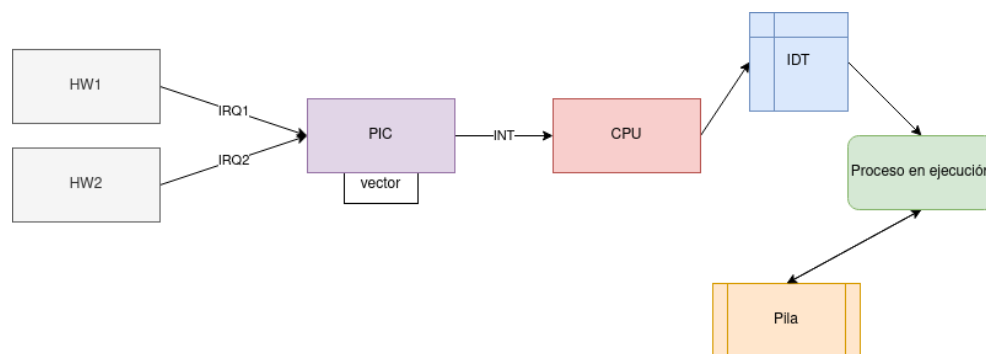 HW1
IRQ1
HW2
IRQ2
PIC
vector
INT
CPU
IDT
Proceso en ejecución
Pila